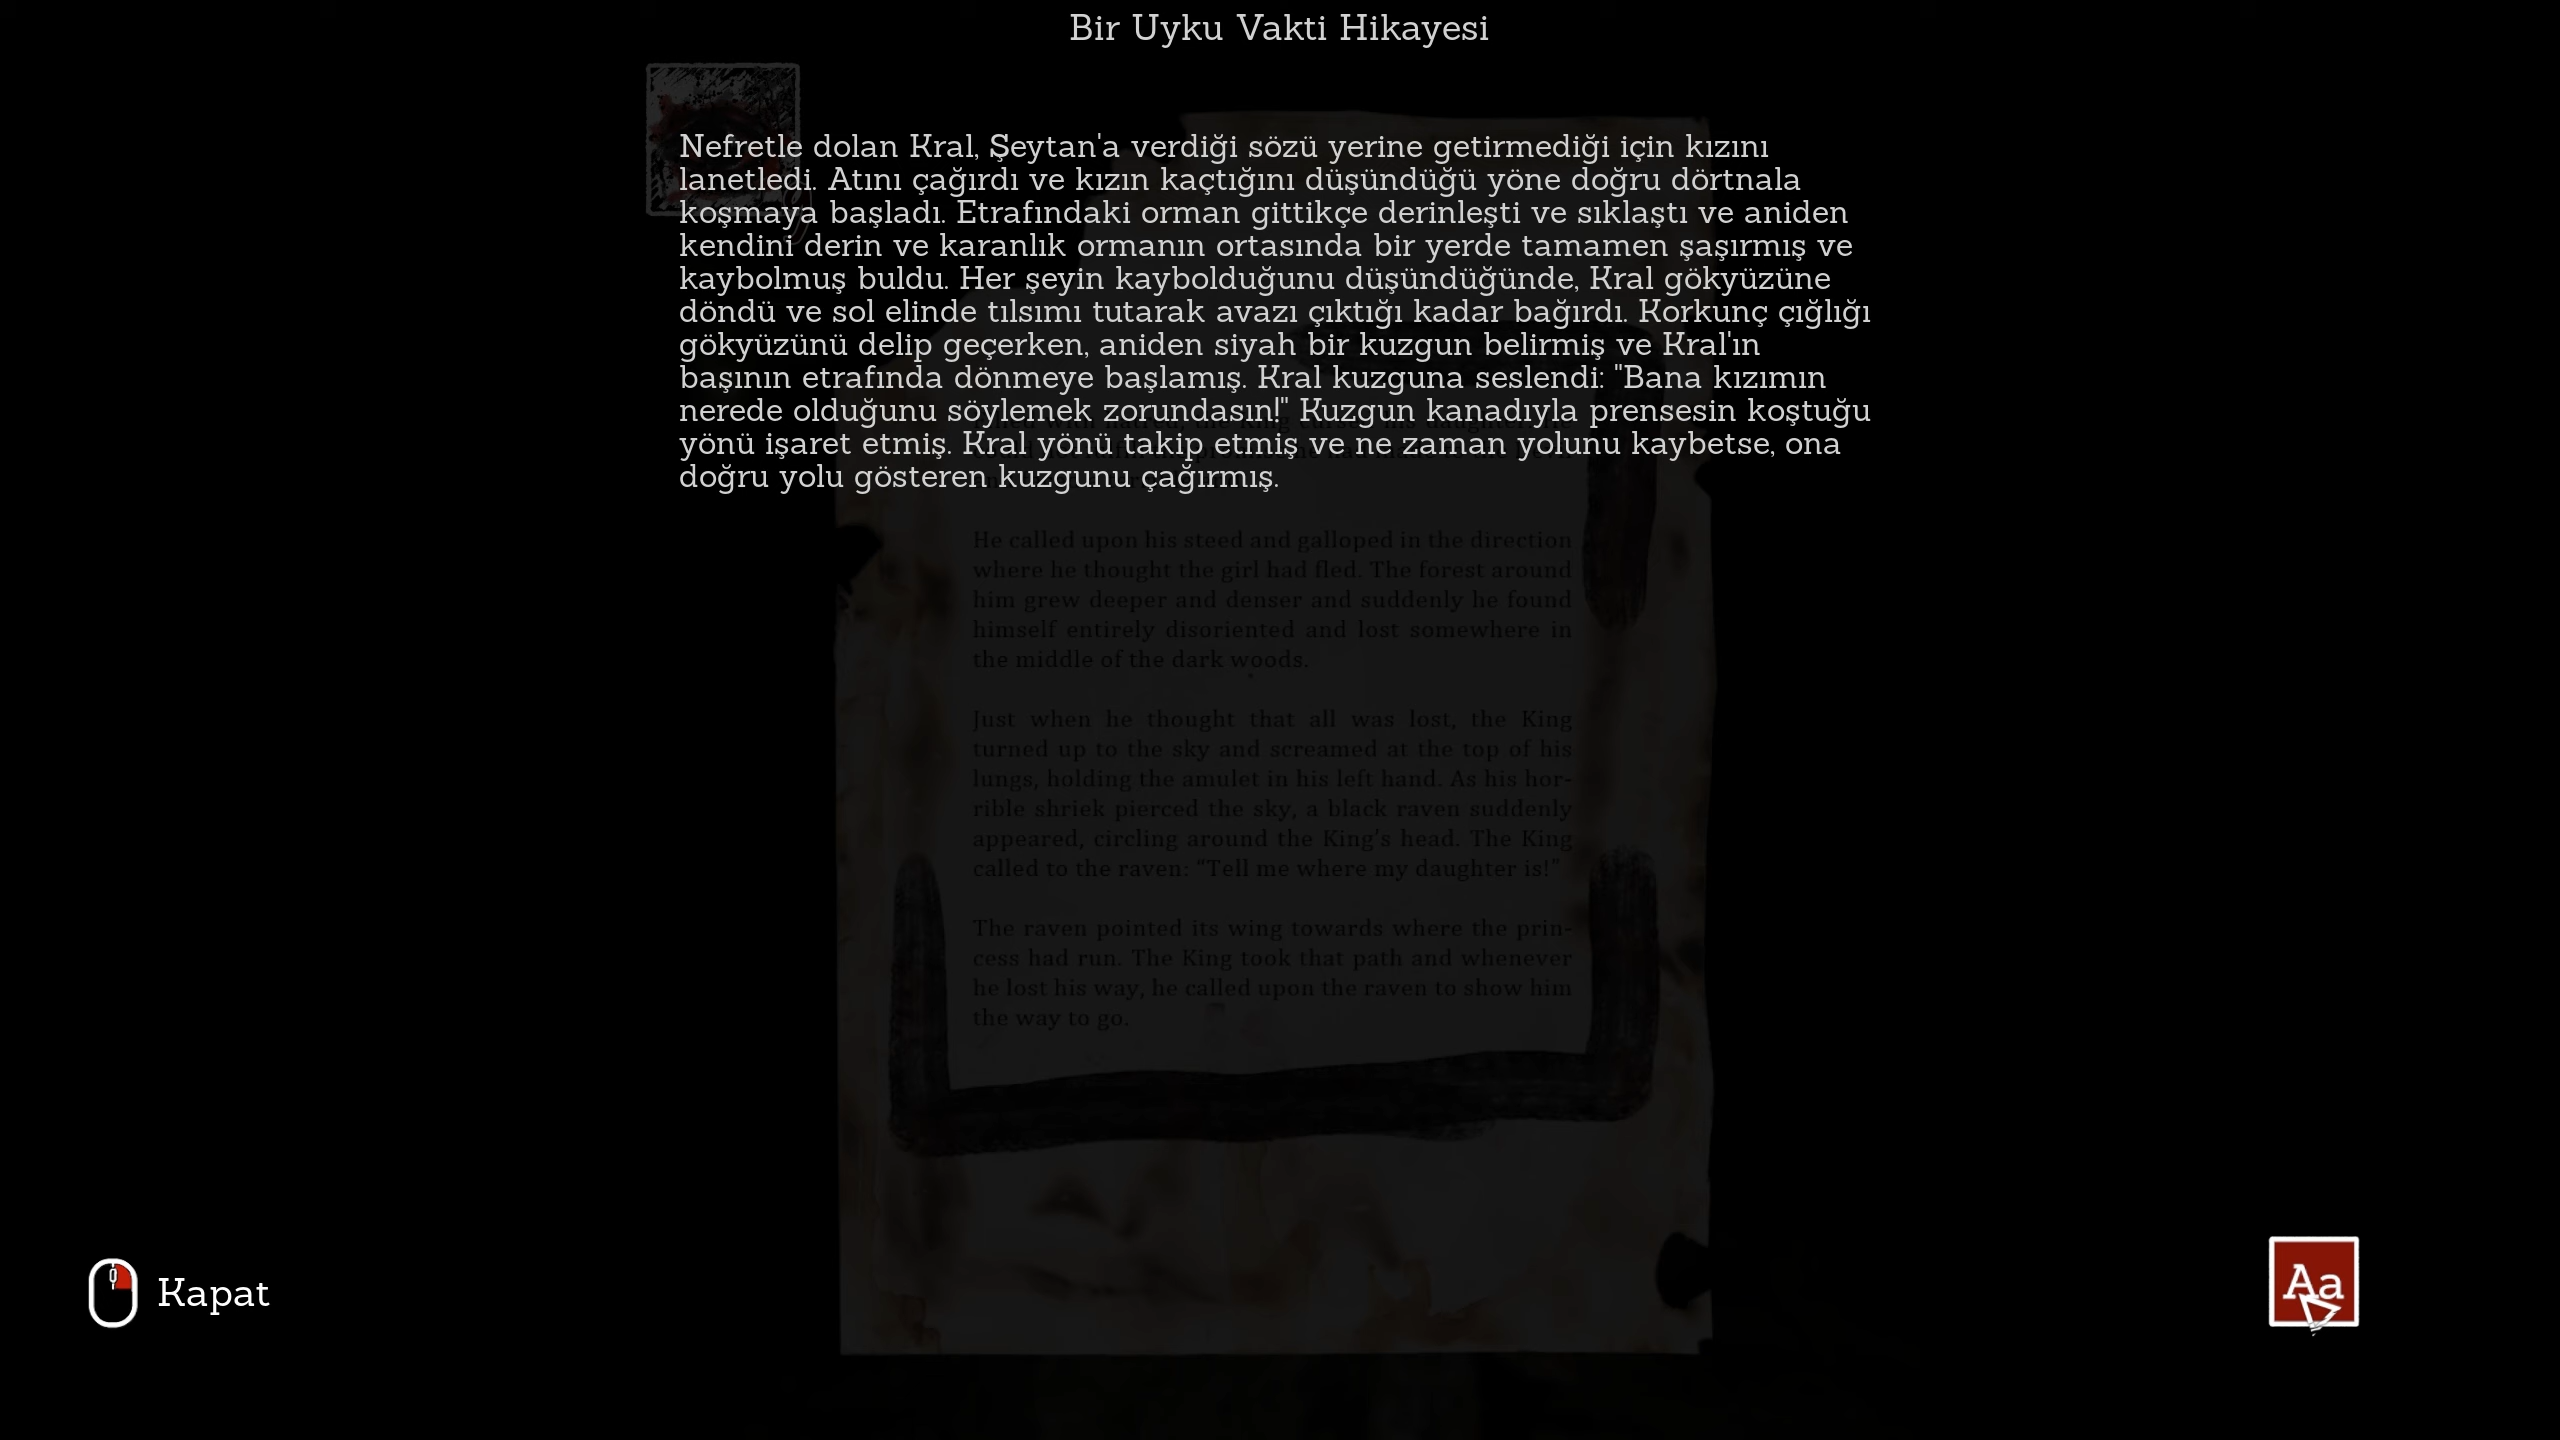 Bir Uyku Vakti Hikayesi
Nefretle dolan Kral, Şeytan'a verdiği sözü yerine getirmediği için kızını
lanetledi. Atını çağırdı ve kızın kaçtığını düşündüğü yöne doğru dörtnala
koşmaya başladı. Etrafındaki orman gittikçe derinleşti ve sıklaştı ve aniden
kendini derin ve karanlık ormanın ortasında bir yerde tamamen şaşırmış ve
kaybolmuş buldu. Her şeyin kaybolduğunu düşündüğünde, Kral gökyüzüne
döndü ve sol elinde tılsımı tutarak avazı çıktığı kadar bağırdı. Korkunç çığlığı
gökyüzünü delip geçerken, aniden siyah bir kuzgun belirmiş ve Kral'ın
başının etrafında dönmeye başlamış. Kral kuzguna seslendi: "Bana kızımın
nerede olduğunu söylemek zorundasın!" Kuzgun kanadıyla prensesin koştuğu
yönü işaret etmiş. Kral yönü takip etmiş ve ne zaman yolunu kaybetse, ona
doğru yolu gösteren kuzgunu çağırmış.
He called upon his steed and galloped in the direction
where he thought the girl had fled. The forest around
him grew deeper and denser and suddenly he found
himself entirely disoriented and lost somewhere in
the middle of the dark woods.
Just when he thought that all was lost, the King
turned up to the sky and screamed at the top of his
lungs, holding the amulet in his left hand. As his hor-
rible shriek pierced the sky, a black raven suddenly
appeared, circling around the King's head. The King
called to the raven: “Tell me where my daughter is!”
The raven pointed its wing towards where the prin-
cess had run. The King took that path and whenever
he lost his way, he called upon the raven to show him
the way to go.
Kapat
Aa